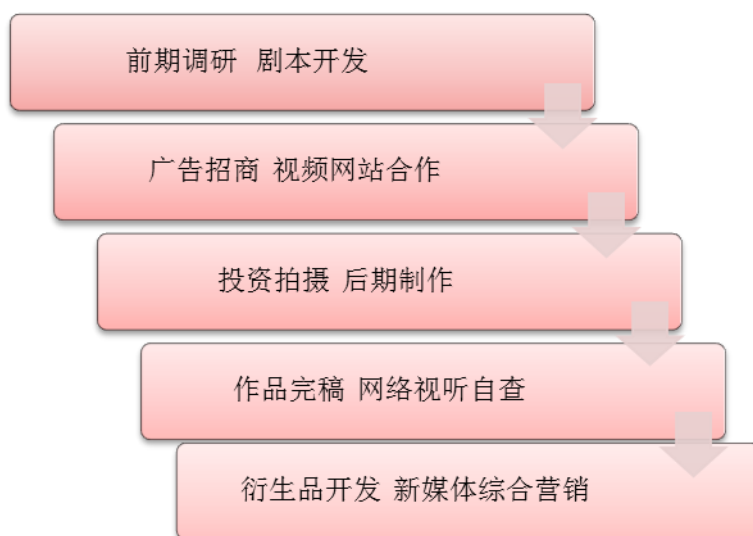 前期调研 剧本开发
广告招商 视频网站合作
投资拍摄 后期制作
作品完稿 网络视听自查
衍生品开发 新媒体综合营销